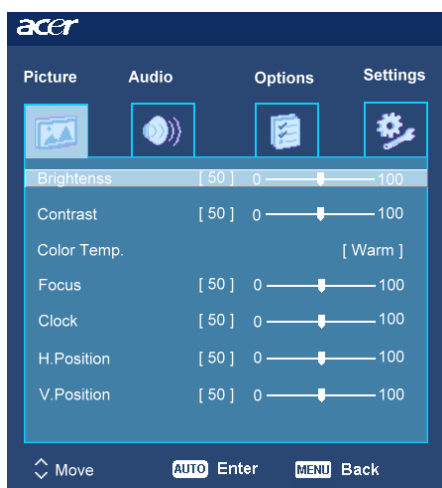 acer
Picture Audio Options Settings
Brightenss [ 50 ] 0 100
Contrast [ 50 ] 0 100
Color Temp. [ Warm ]
Focus [ 50 ] 0 100
Clock [ 50 ] 0 100
H.Position [ 50 ] 0 100
V.Position [ 50 ] 0 100
Move AUTO Enter MENU Back